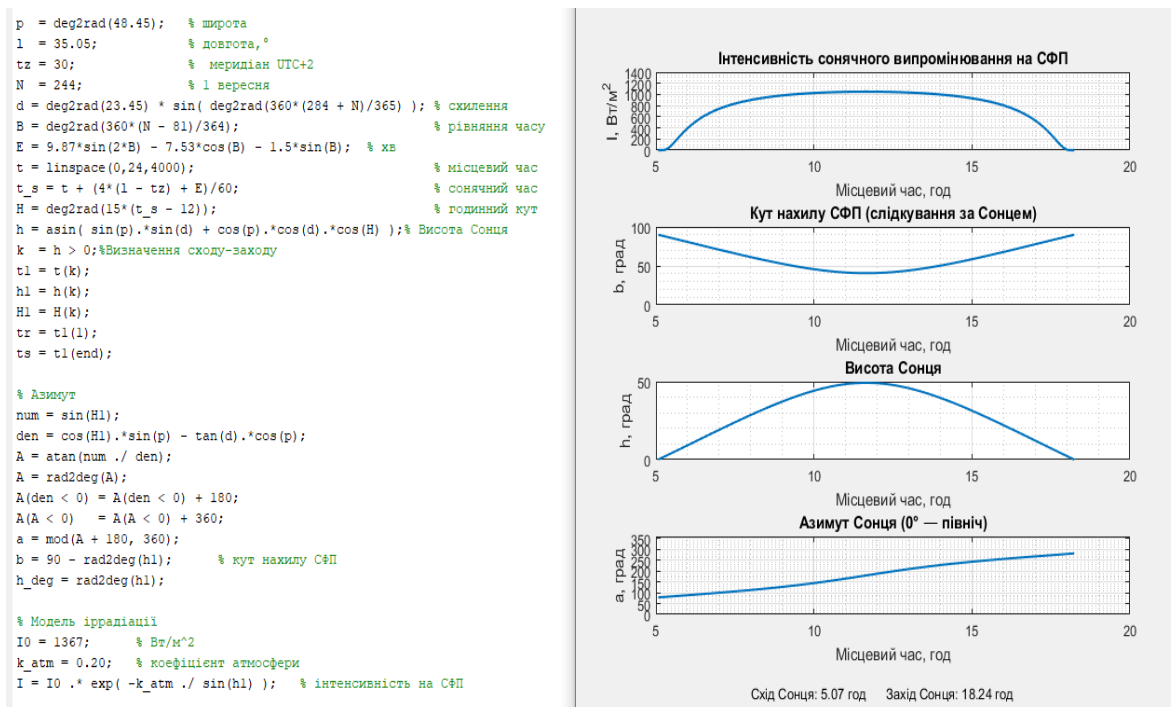 p = deg2rad(48.45); % широта
l = 35.05; % довгота,°
tz = 30; % меридіан UTC+2
N = 244; % 1 вересня
d = deg2rad(23.45) * sin( deg2rad(360*(284 + N)/365) ); % схилення
B = deg2rad(360*(N - 81)/364); % рівняння часу
E = 9.87*sin(2*B) - 7.53*cos(B) - 1.5*sin(B); % хв
t = linspace(0,24,4000); % місцевий час
t_s = t + (4*(l - tz) + E)/60; % сонячний час
H = deg2rad(15*(t_s - 12)); % годинний кут
h = asin( sin(p).*sin(d) + cos(p).*cos(d).*cos(H) );% Висота Сонця
k = h > 0;%Визначення сходу-заходу
t1 = t(k);
h1 = h(k);
H1 = H(k);
tr = t1(1);
ts = t1(end);
% Азимут
num = sin(H1);
den = cos(H1).*sin(p) - tan(d).*cos(p);
A = atan(num ./ den);
A = rad2deg(A);
A(den < 0) = A(den < 0) + 180;
A(A < 0) = A(A < 0) + 360;
a = mod(A + 180, 360);
b = 90 - rad2deg(h1); % кут нахилу СФП
h_deg = rad2deg(h1);
% Модель ірradіації
I0 = 1367; % Вт/м^2
k_atm = 0.20; % коефіцієнт атмосфери
I = I0 .* exp( -k_atm ./ sin(h1) ); % інтенсивність на СФП
Інтенсивність сонячного випромінювання на СФП
I, Вт/м²
1400
1200
1000
800
600
400
200
0
5 10 15 20
Місцевий час, год
Кут нахилу СФП (слідкування за Сонцем)
b, град
100
50
0
5 10 15 20
Місцевий час, год
Висота Сонця
h, град
50
0
5 10 15 20
Місцевий час, год
Азимут Сонця (0° — північ)
a, град
350
300
250
200
150
100
50
0
5 10 15 20
Місцевий час, год
Схід Сонця: 5.07 год Захід Сонця: 18.24 год